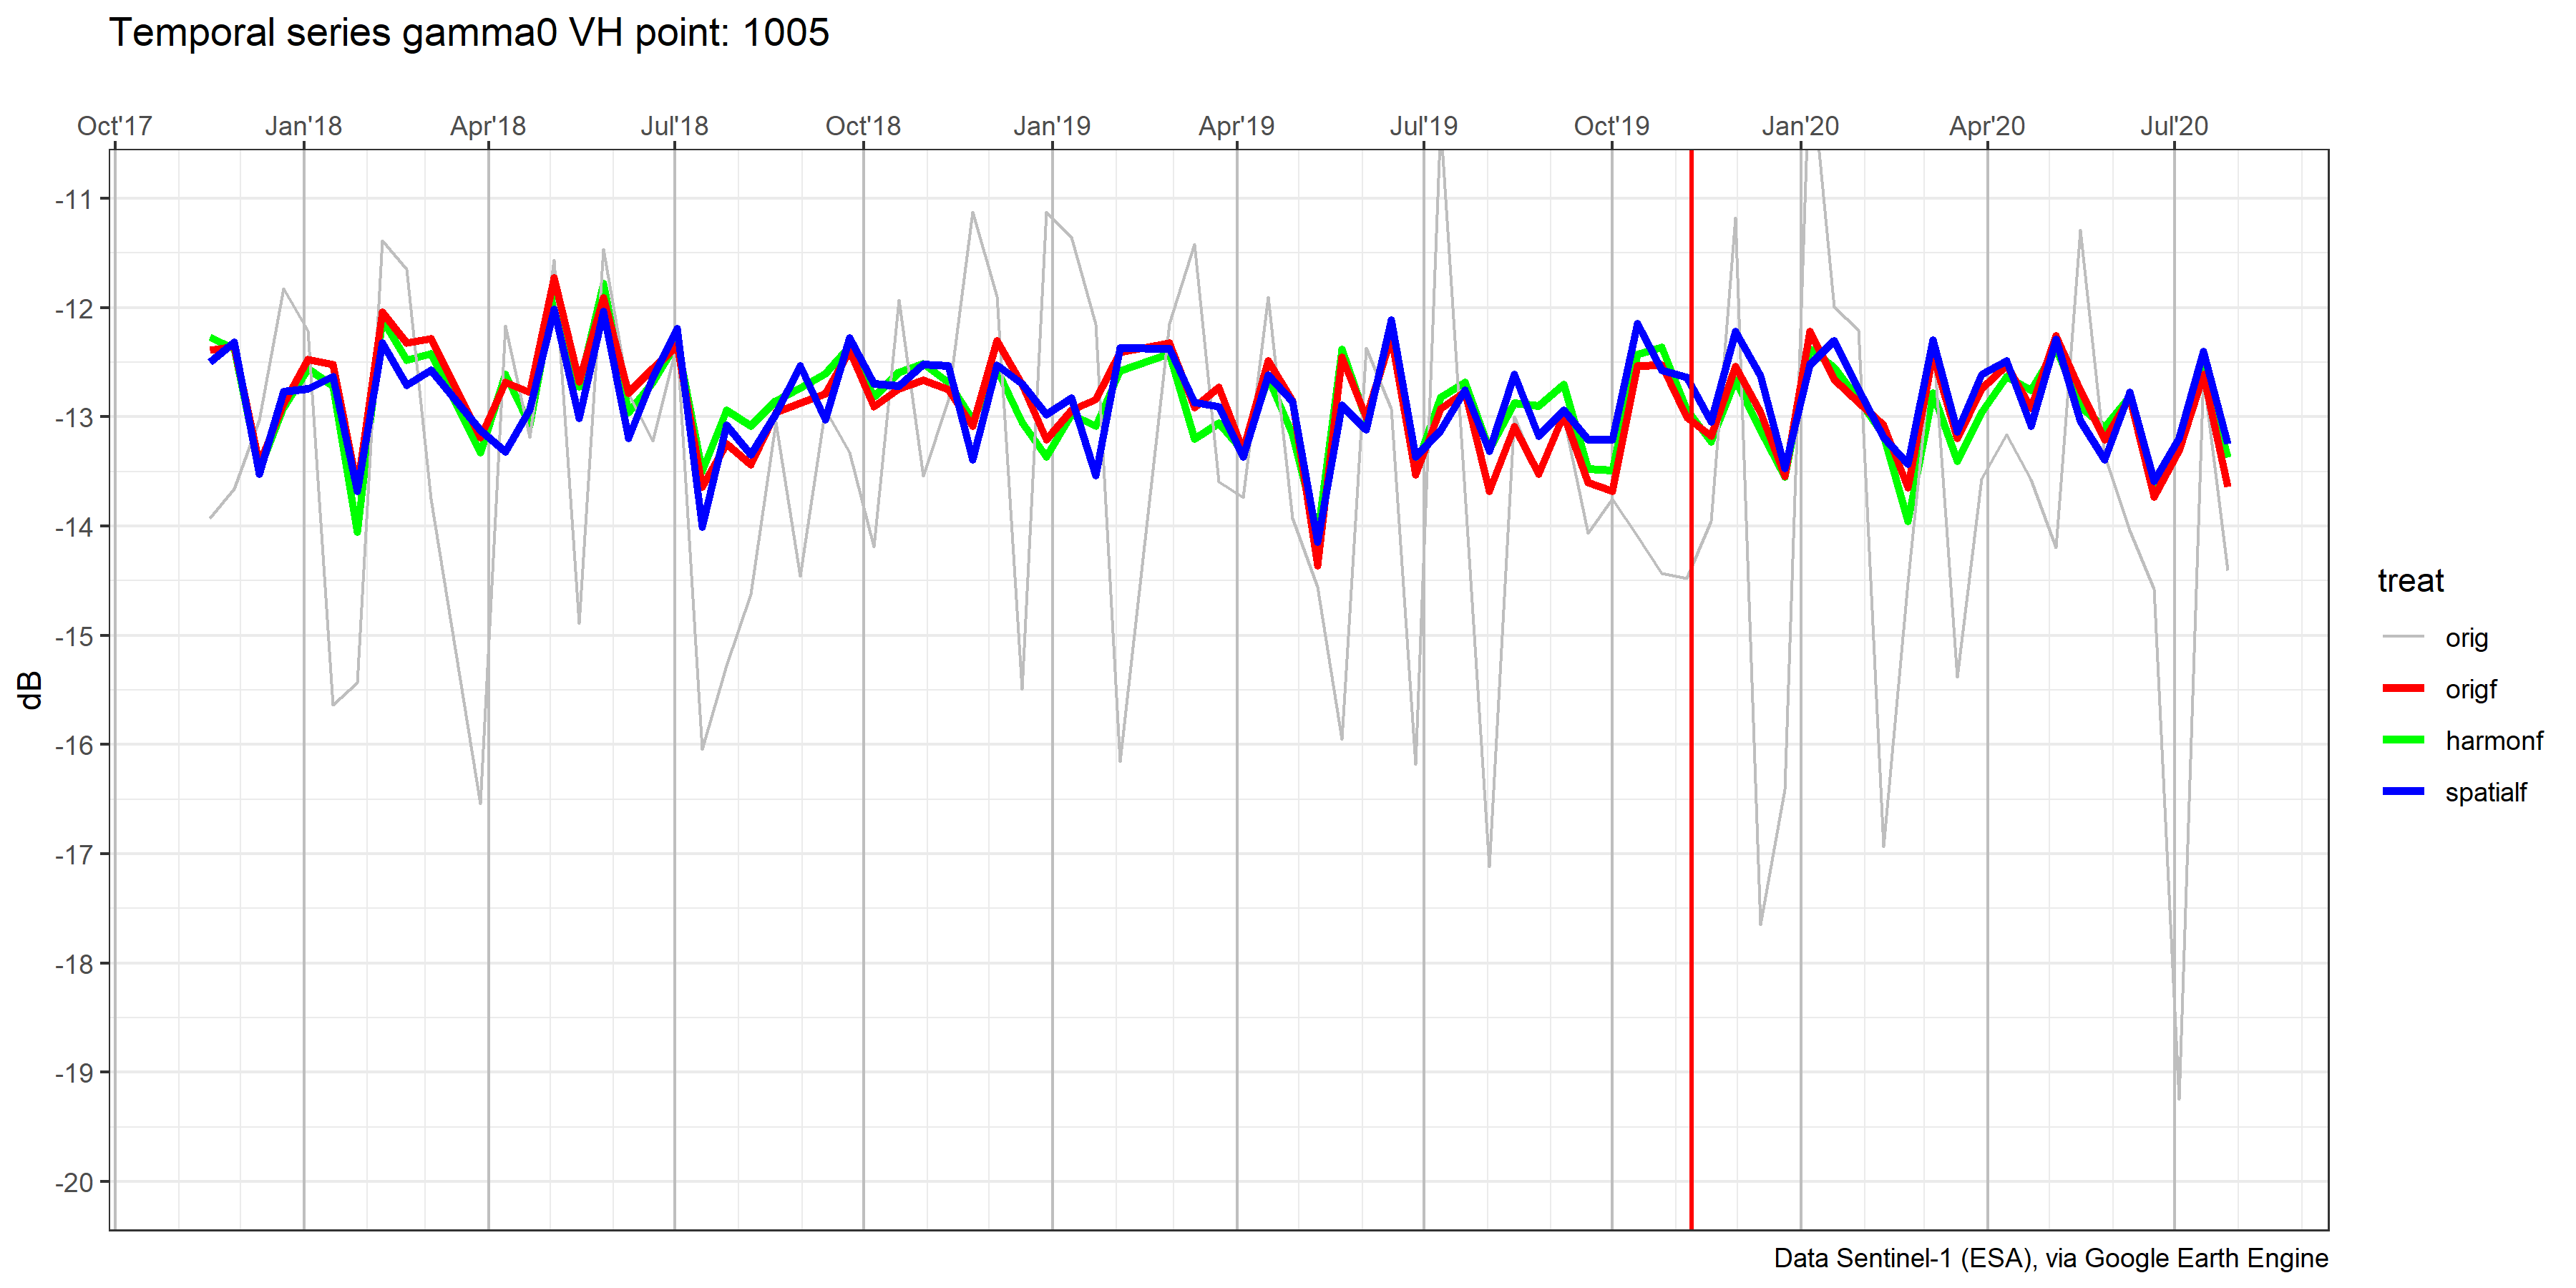 Temporal series gamma0 VH point: 1005
Oct'17 Jan'18 Apr'18 Jul'18 Oct'18 Jan'19 Apr'19 Jul'19 Oct'19 Jan'20 Apr'20 Jul'20
-11
-12
-13
-14
-15
-16
-17
-18
-19
-20
dB
treat
orig
origf
harmonf
spatialf
Data Sentinel-1 (ESA), via Google Earth Engine